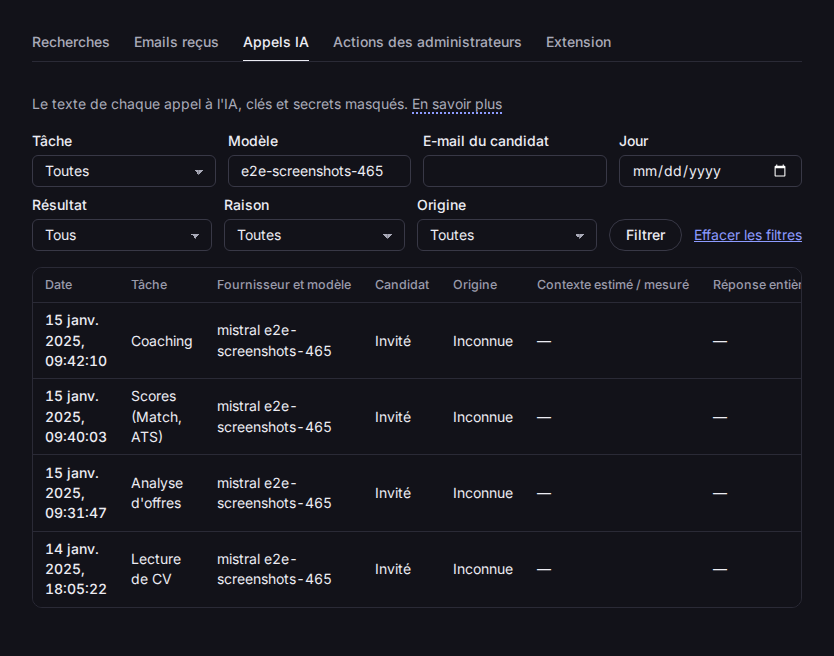 Recherches Emails reçus Appels IA Actions des administrateurs Extension
Le texte de chaque appel à l'IA, clés et secrets masqués. En savoir plus
Tâche Modèle E-mail du candidat Jour
Toutes e2e-screenshots-465 mm/dd/yyyy
Résultat Raison Origine
Tous Toutes Toutes Filtrer Effacer les filtres
Date Tâche Fournisseur et modèle Candidat Origine Contexte estimé / mesuré Réponse entièr
15 janv. 2025, 09:42:10 Coaching mistral e2e-screenshots-465 Invité Inconnue — —
15 janv. 2025, 09:40:03 Scores (Match, ATS) mistral e2e-screenshots-465 Invité Inconnue — —
15 janv. 2025, 09:31:47 Analyse d'offres mistral e2e-screenshots-465 Invité Inconnue — —
14 janv. 2025, 18:05:22 Lecture de CV mistral e2e-screenshots-465 Invité Inconnue — —